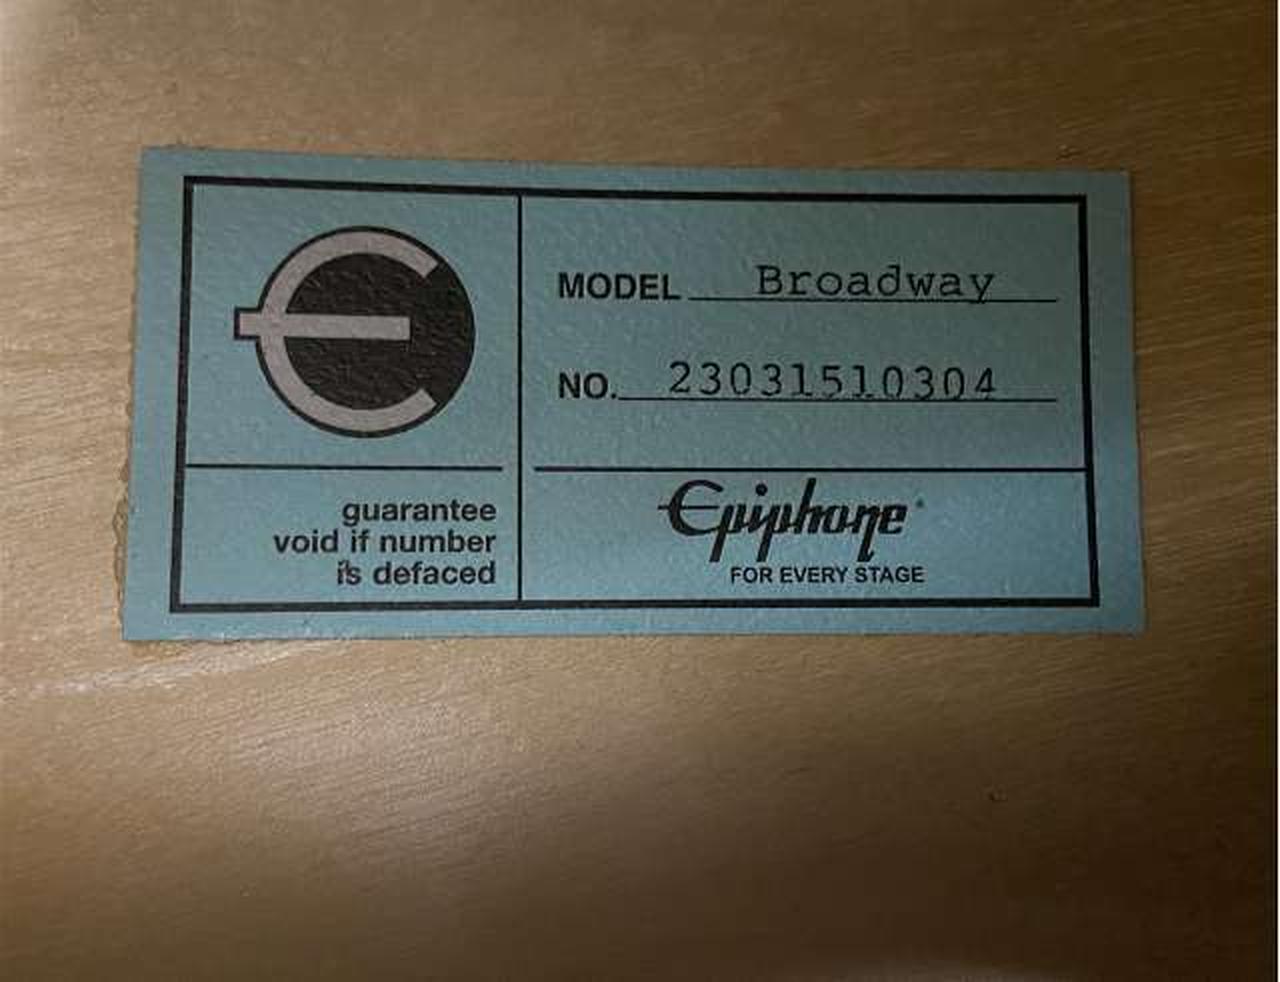 MODEL Broadway
NO. 23031510304
guarantee
void if number
is defaced
Epiphone
FOR EVERY STAGE